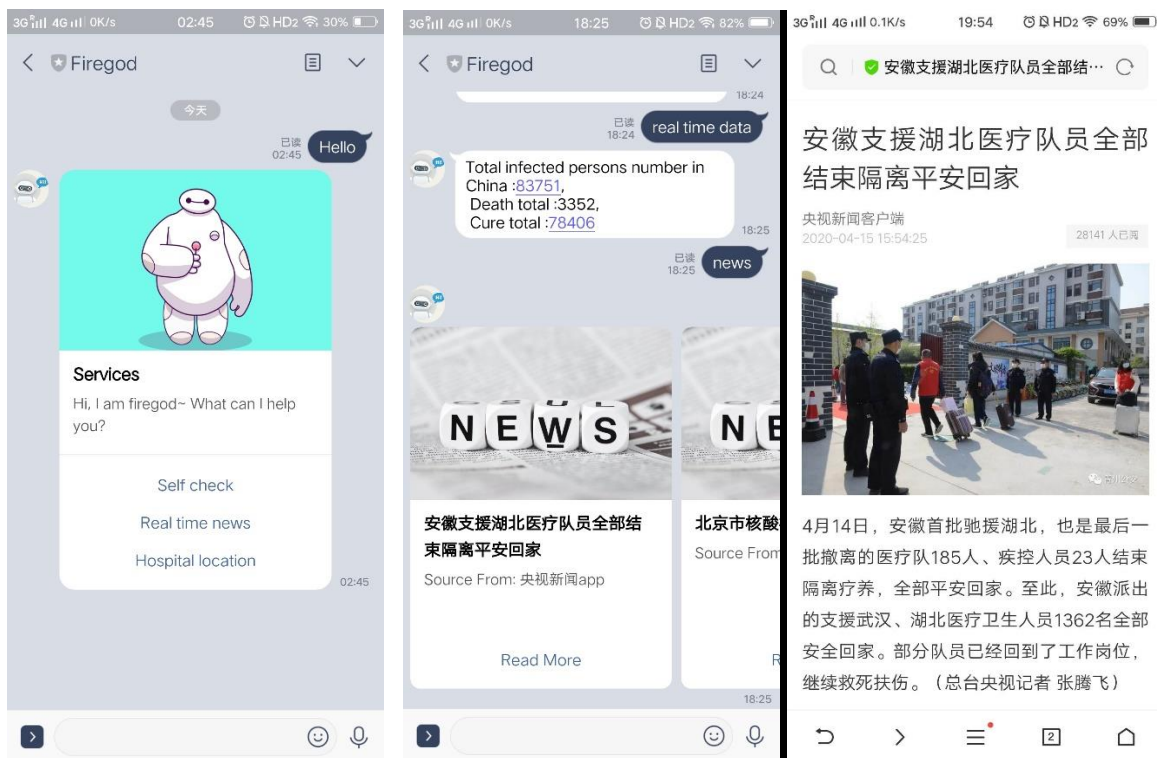 3G 4G 0K/s 02:45 HD2 30%
Firegod
今天
已读
02:45
Hello
Services
Hi, I am firegod~ What can I help
you?
Self check
Real time news
Hospital location
02:45
3G 4G 0K/s 18:25 HD2 82%
Firegod
18:24
已读
18:24
real time data
Total infected persons number in
China :83751,
Death total :3352,
Cure total :78406
18:25
已读
18:25
news
NEWS
NE
安徽支援湖北医疗队员全部结
束隔离平安回家
Source From: 央视新闻app
Read More
北京市核酸
Source From
R
18:25
3G 4G 0.1K/s 19:54 HD2 69%
安徽支援湖北医疗队员全部结…
安徽支援湖北医疗队员全部
结束隔离平安回家
央视新闻客户端
2020-04-15 15:54:25
28141 人已阅
4月14日，安徽首批驰援湖北，也是最后一
批撤离的医疗队185人、疾控人员23人结束
隔离疗养，全部平安回家。至此，安徽派出
的支援武汉、湖北医疗卫生人员1362名全部
安全回家。部分队员已经回到了工作岗位，
继续救死扶伤。（总台央视记者 张腾飞）
2